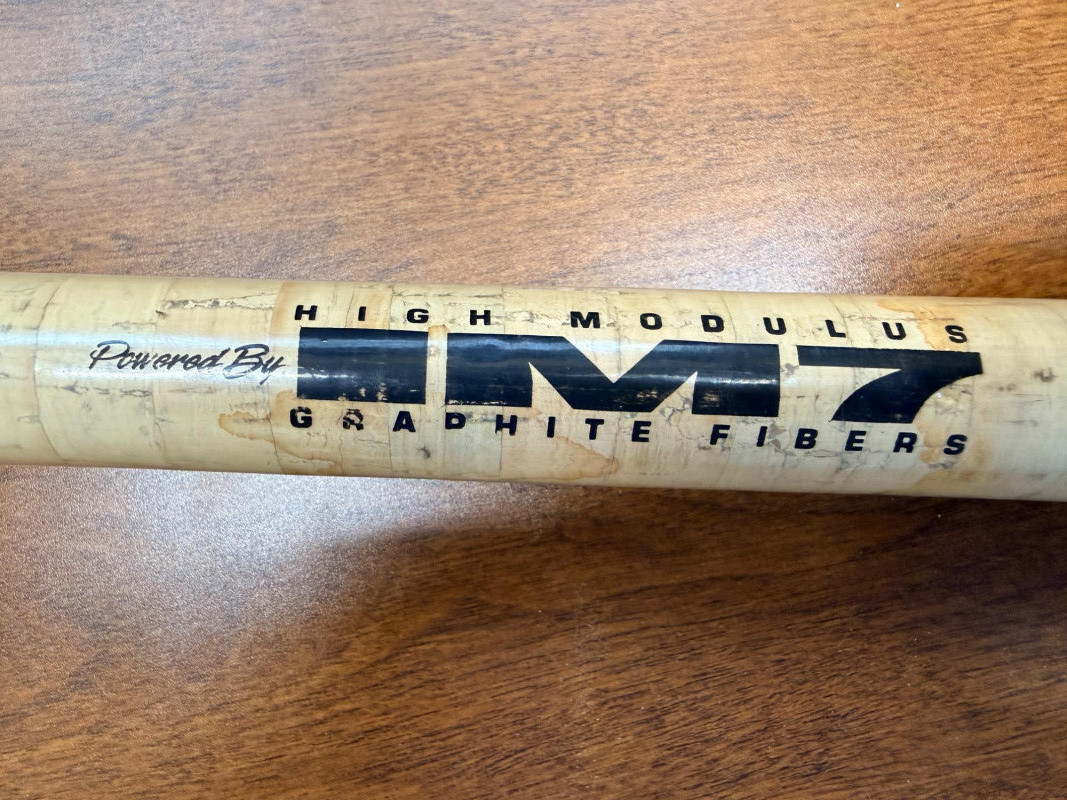 HIGH MODULUS
Powered By IM7
GRAPHITE FIBERS